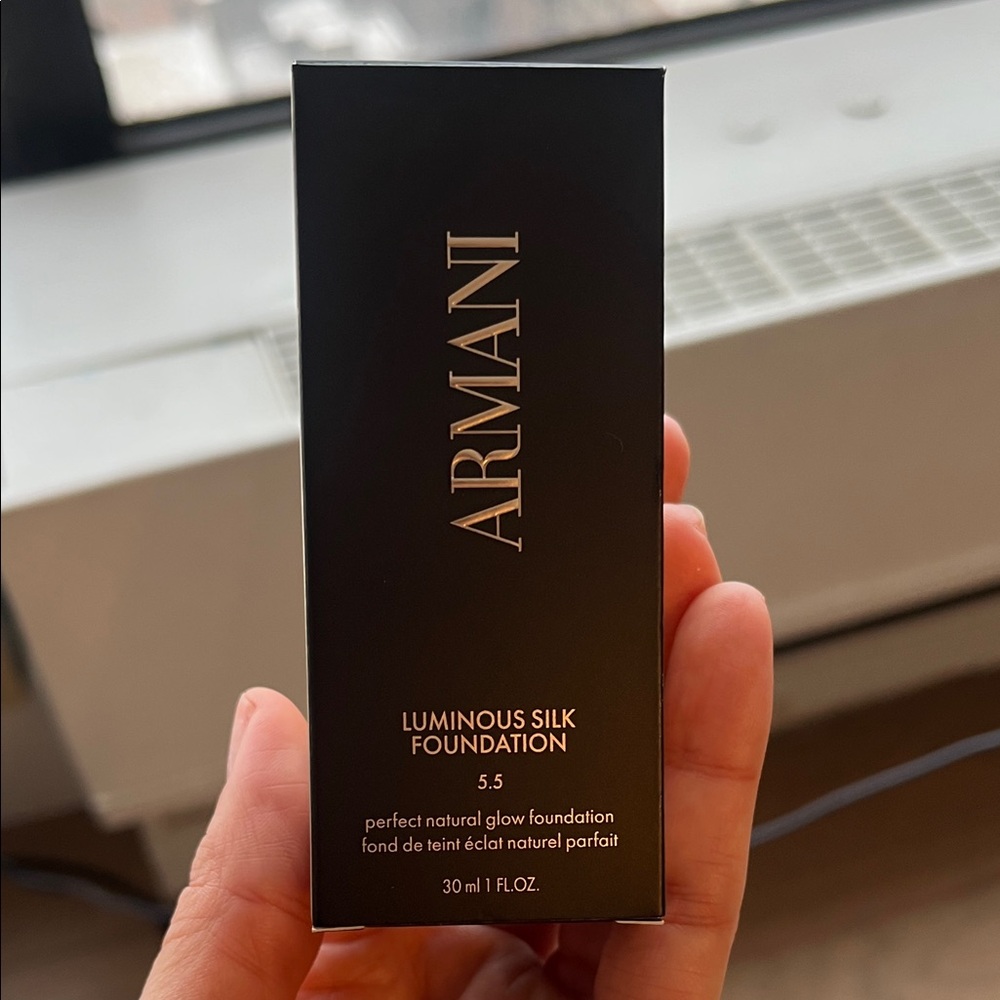 ARMANI
LUMINOUS SILK
FOUNDATION
5.5
perfect natural glow foundation
fond de teint éclat naturel parfait
30 ml 1 FL.OZ.